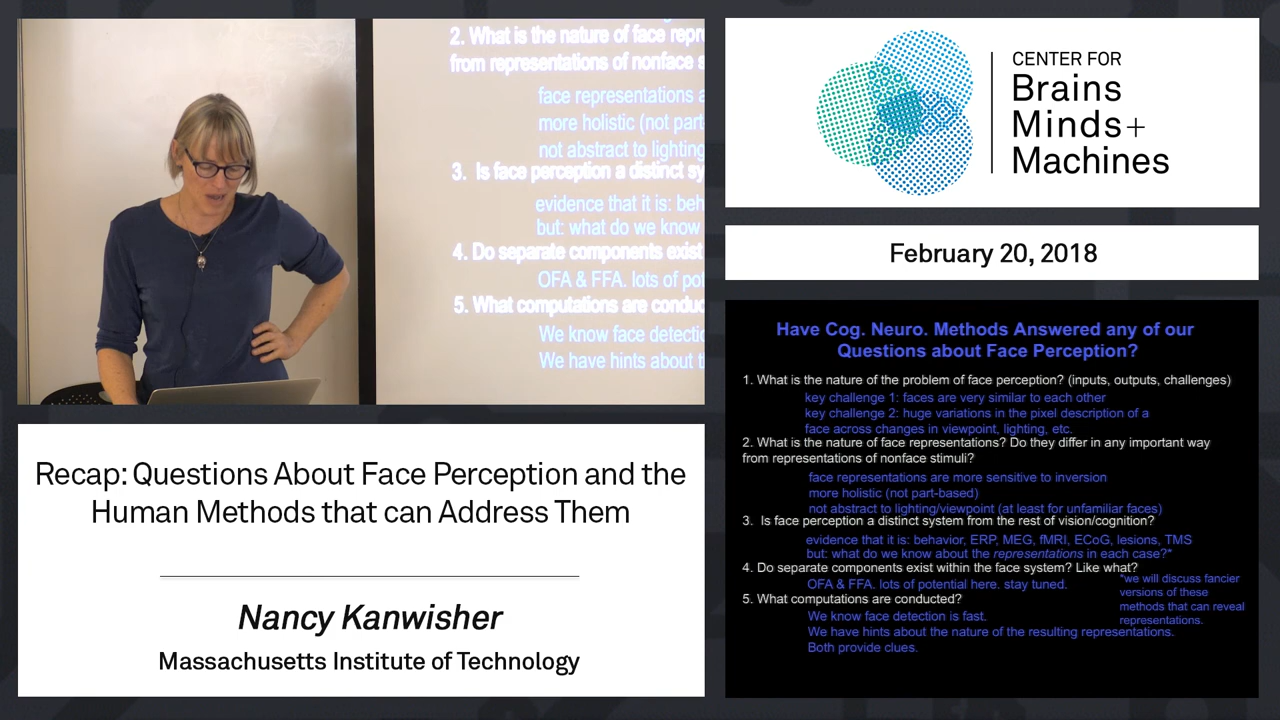 2. What is the nature of face repr
from representations of nonface s
face representations a
more holistic (not part
not abstract to lighting
3. Is face perception a distinct sy
evidence that it is: beh
but: what do we know
4. Do separate components exist
OFA & FFA. lots of pot
5. What computations are conduc
We know face detectio
We have hints about t
CENTER FOR
Brains
Minds+
Machines
February 20, 2018
Recap: Questions About Face Perception and the
Human Methods that can Address Them
Nancy Kanwisher
Massachusetts Institute of Technology
Have Cog. Neuro. Methods Answered any of our
Questions about Face Perception?
1. What is the nature of the problem of face perception? (inputs, outputs, challenges)
key challenge 1: faces are very similar to each other
key challenge 2: huge variations in the pixel description of a
face across changes in viewpoint, lighting, etc.
2. What is the nature of face representations? Do they differ in any important way
from representations of nonface stimuli?
face representations are more sensitive to inversion
more holistic (not part-based)
not abstract to lighting/viewpoint (at least for unfamiliar faces)
3. Is face perception a distinct system from the rest of vision/cognition?
evidence that it is: behavior, ERP, MEG, fMRI, ECoG, lesions, TMS
but: what do we know about the representations in each case?*
4. Do separate components exist within the face system? Like what?
OFA & FFA. lots of potential here. stay tuned.
*we will discuss fancier
versions of these
methods that can reveal
representations.
5. What computations are conducted?
We know face detection is fast.
We have hints about the nature of the resulting representations.
Both provide clues.